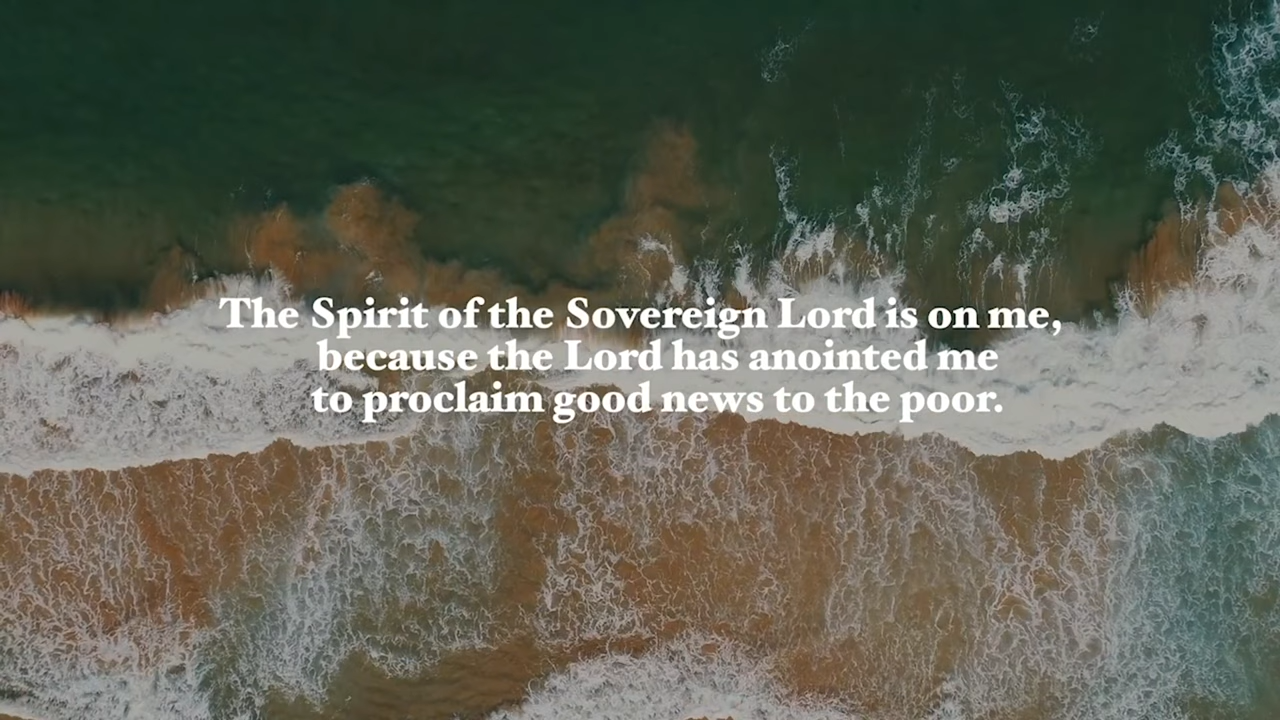 The Spirit of the Sovereign Lord is on me,
because the Lord has anointed me
to proclaim good news to the poor.